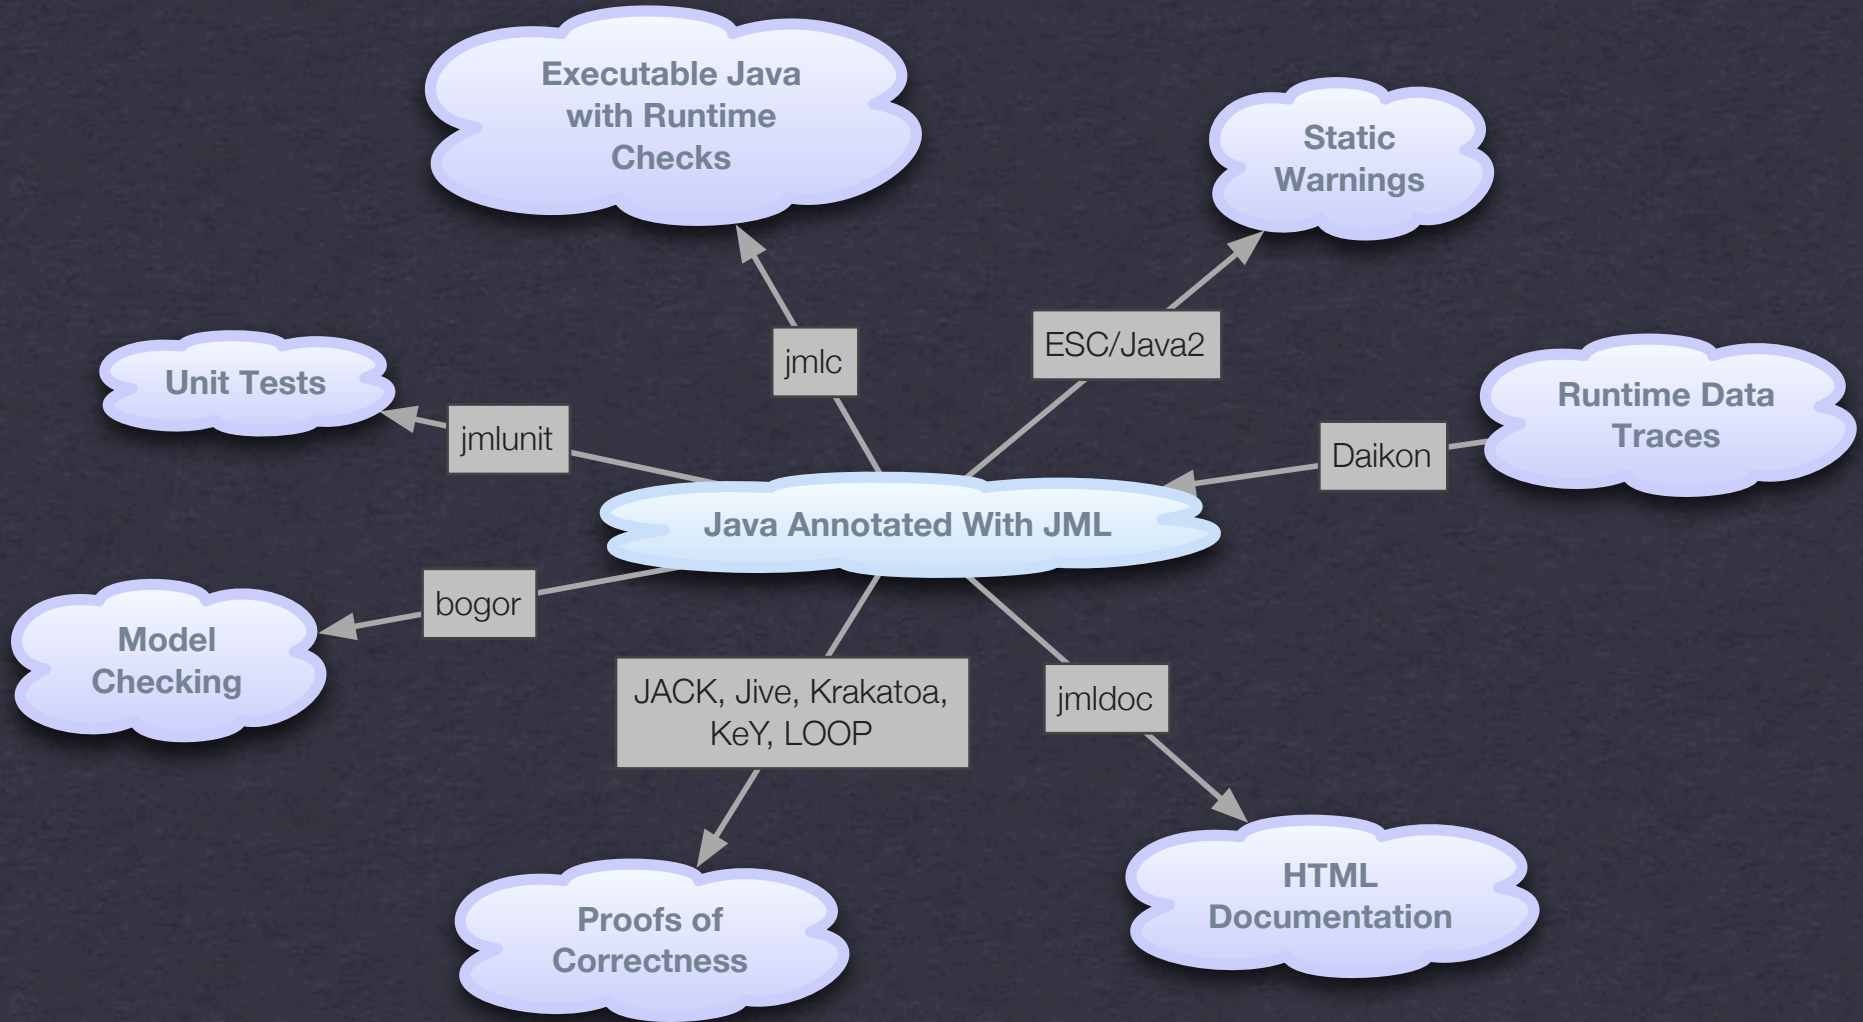 Executable Java
with Runtime
Checks
Static
Warnings
jmlc
ESC/Java2
Unit Tests
Runtime Data
Traces
jmlunit
Daikon
Java Annotated With JML
bogor
Model
Checking
JACK, Jive, Krakatoa,
KeY, LOOP
jmldoc
HTML
Documentation
Proofs of
Correctness